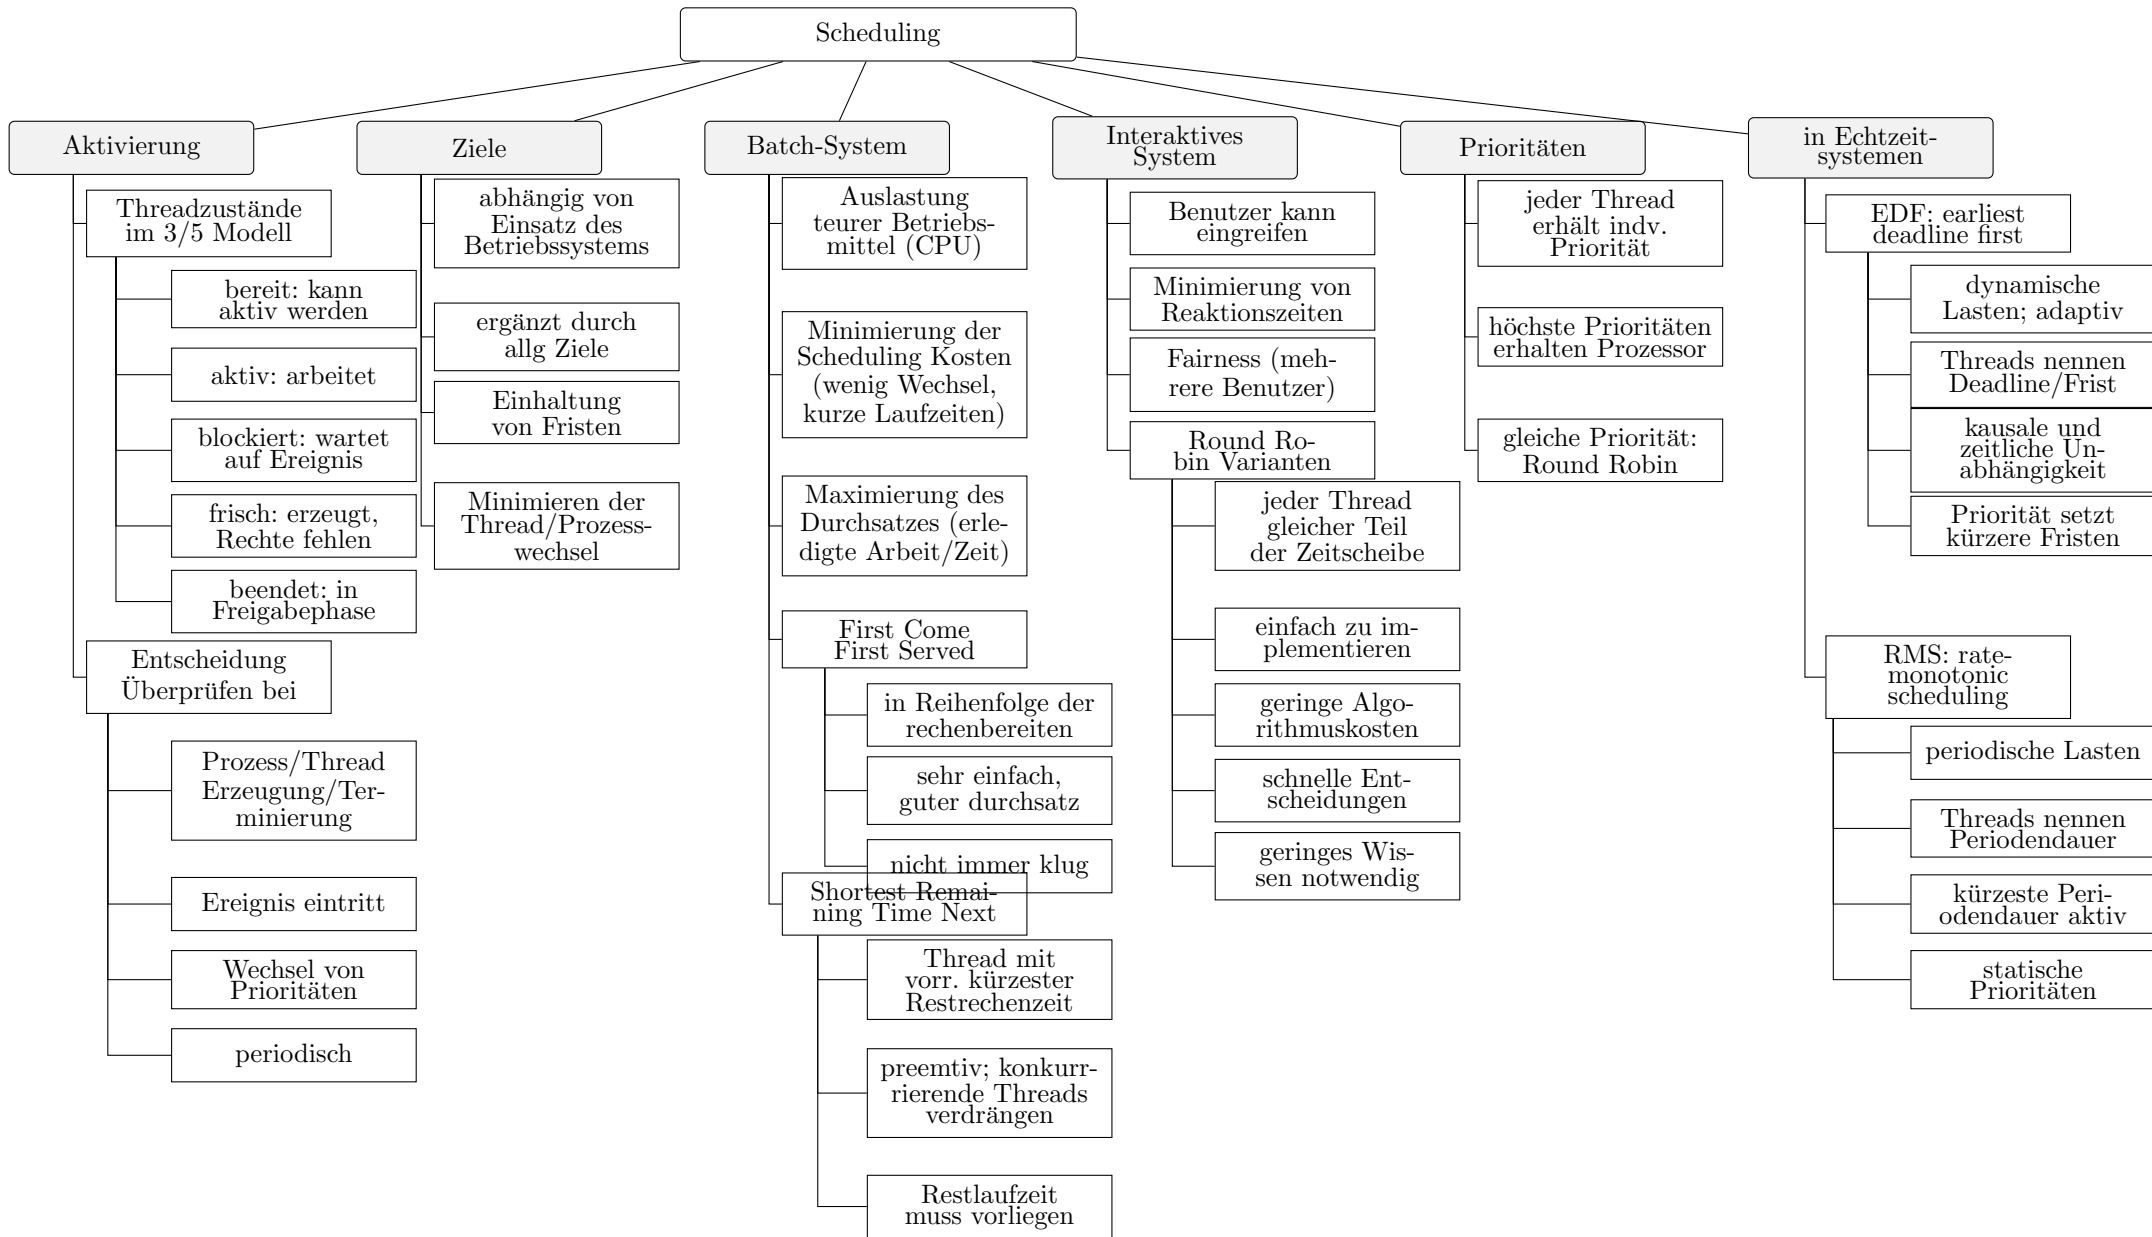 Scheduling
Aktivierung
Threadzustände
im 3/5 Modell
bereit: kann
aktiv werden
aktiv: arbeitet
blockiert: wartet
auf Ereignis
frisch: erzeugt,
Rechte fehlen
beendet: in
Freigabephase
Entscheidung
Überprüfen bei
Prozess/Thread
Erzeugung/Ter-
minierung
Ereignis eintritt
Wechsel von
Prioritäten
periodisch
Ziele
abhängig von
Einsatz des
Betriebssystems
ergänzt durch
allg Ziele
Einhaltung
von Fristen
Minimieren der
Thread/Prozess-
wechsel
Batch-System
Auslastung
teurer Betriebs-
mittel (CPU)
Minimierung der
Scheduling Kosten
(wenig Wechsel,
kurze Laufzeiten)
Maximierung des
Durchsatzes (erle-
digte Arbeit/Zeit)
First Come
First Served
in Reihenfolge der
rechenbereiten
sehr einfach,
guter durchsatz
nicht immer klug
Shortest Remai-
ning Time Next
Thread mit
vorr. kürzester
Restrechenzeit
preemtiv; konkurr-
rierende Threads
verdrängen
Restlaufzeit
muss vorliegen
Interaktives
System
Benutzer kann
eingreifen
Minimierung von
Reaktionszeiten
Fairness (meh-
rere Benutzer)
Round Ro-
bin Varianten
jeder Thread
gleicher Teil
der Zeitscheibe
einfach zu im-
plementieren
geringe Algo-
rithmuskosten
schnelle Ent-
scheidungen
geringes Wis-
sen notwendig
Prioritäten
jeder Thread
erhält indv.
Priorität
höchste Prioritäten
erhalten Prozessor
gleiche Priorität:
Round Robin
in Echtzeit-
systemen
EDF: earliest
deadline first
dynamische
Lasten; adaptiv
Threads nennen
Deadline/Frist
kausale und
zeitliche Un-
abhängigkeit
Priorität setzt
kürzere Fristen
RMS: rate-
monotonic
scheduling
periodische Lasten
Threads nennen
Periodendauer
kürzeste Peri-
odendauer aktiv
statische
Prioritäten